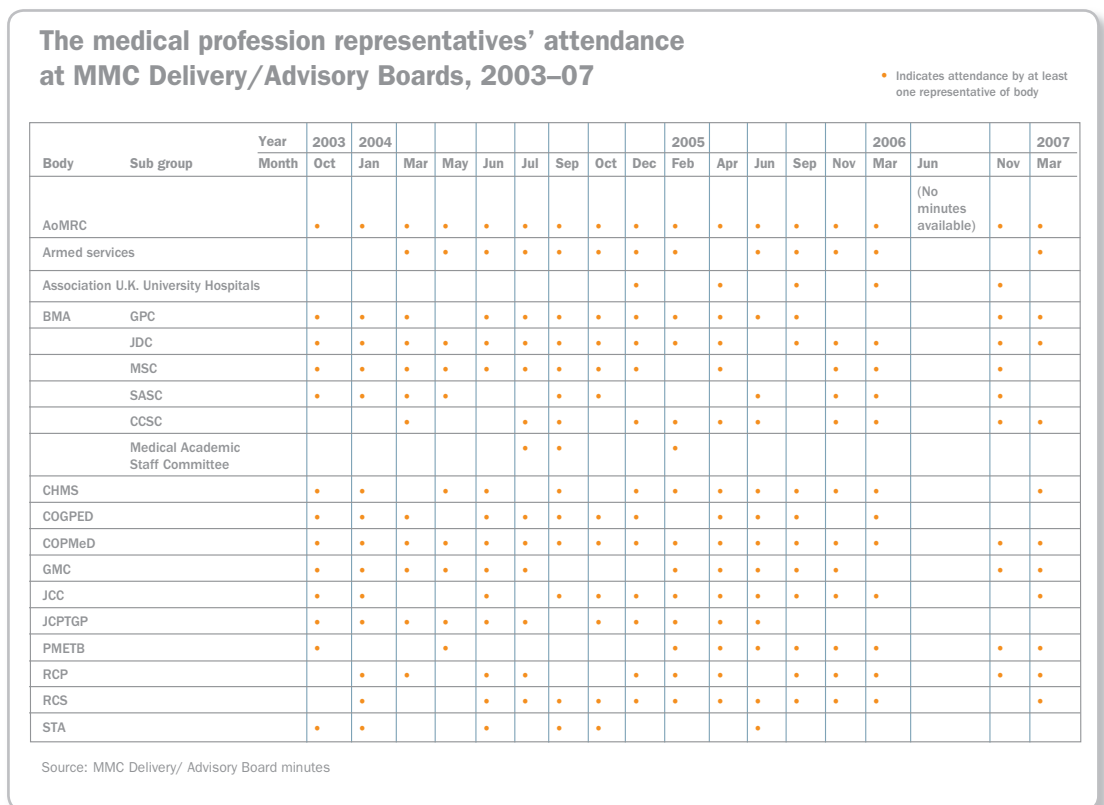 The medical profession representatives' attendance
at MMC Delivery/Advisory Boards, 2003–07
• Indicates attendance by at least
one representative of body
Year 2003 2004 2005 2006 2007
Body Sub group Month Oct Jan Mar May Jun Jul Sep Oct Dec Feb Apr Jun Sep Nov Mar Jun Nov Mar
(No
minutes
available)
AoMRC • • • • • • • • • • • • • • • • •
Armed services • • • • • • • • • • • • •
Association U.K. University Hospitals • • • • •
BMA GPC • • • • • • • • • • • • • •
JDC • • • • • • • • • • • • • • • •
MSC • • • • • • • • • • • • •
SASC • • • • • • • • • • •
CCSC • • • • • • • • • • • •
Medical Academic • • •
Staff Committee
CHMS • • • • • • • • • • • • • •
COGPED • • • • • • • • • • • • •
COPMeD • • • • • • • • • • • • • • • • •
GMC • • • • • • • • • • • • • •
JCC • • • • • • • • • • • • • •
JCPTGP • • • • • • • • • • • •
PMETB • • • • • • • • • • •
RCP • • • • • • • • • • • •
RCS • • • • • • • • • • • • • •
STA • • • • • •
Source: MMC Delivery/ Advisory Board minutes